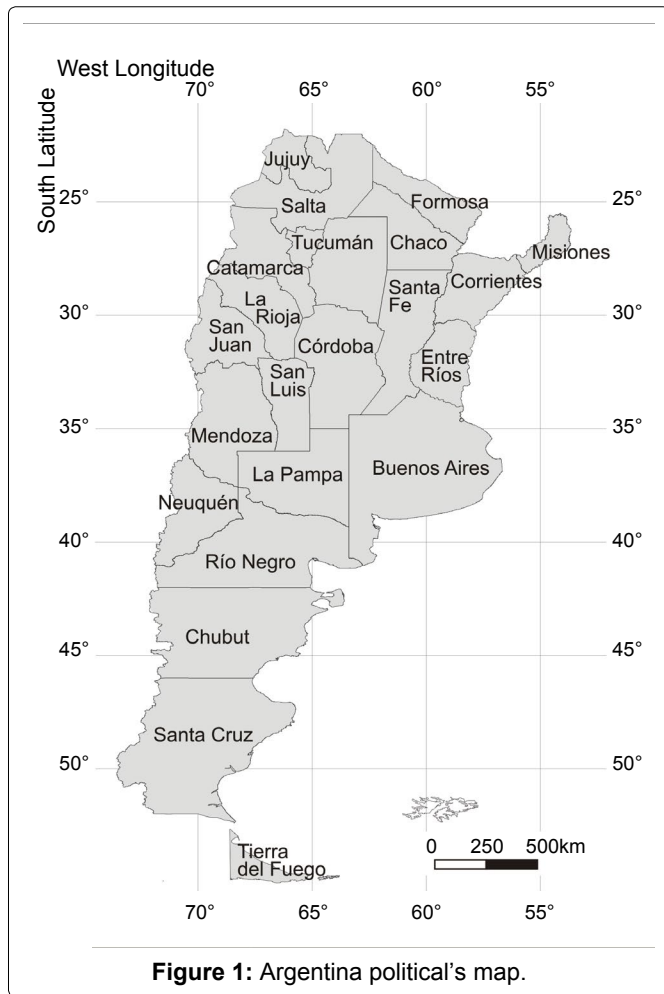 West Longitude
70° 65° 60° 55°
South Latitude
Jujuy
25° 25°
Salta
Formosa
Tucumán
Chaco
Misiones
Catamarca
Corrientes
Santa
Fe
La
Rioja
30° 30°
San
Juan
Córdoba
Entre
Ríos
San
Luis
35° 35°
Mendoza
Buenos Aires
La Pampa
Neuquén
40° 40°
Río Negro
Chubut
45° 45°
Santa Cruz
50° 50°
0 250 500km
Tierra
del Fuego
70° 65° 60° 55°
Figure 1: Argentina political's map.